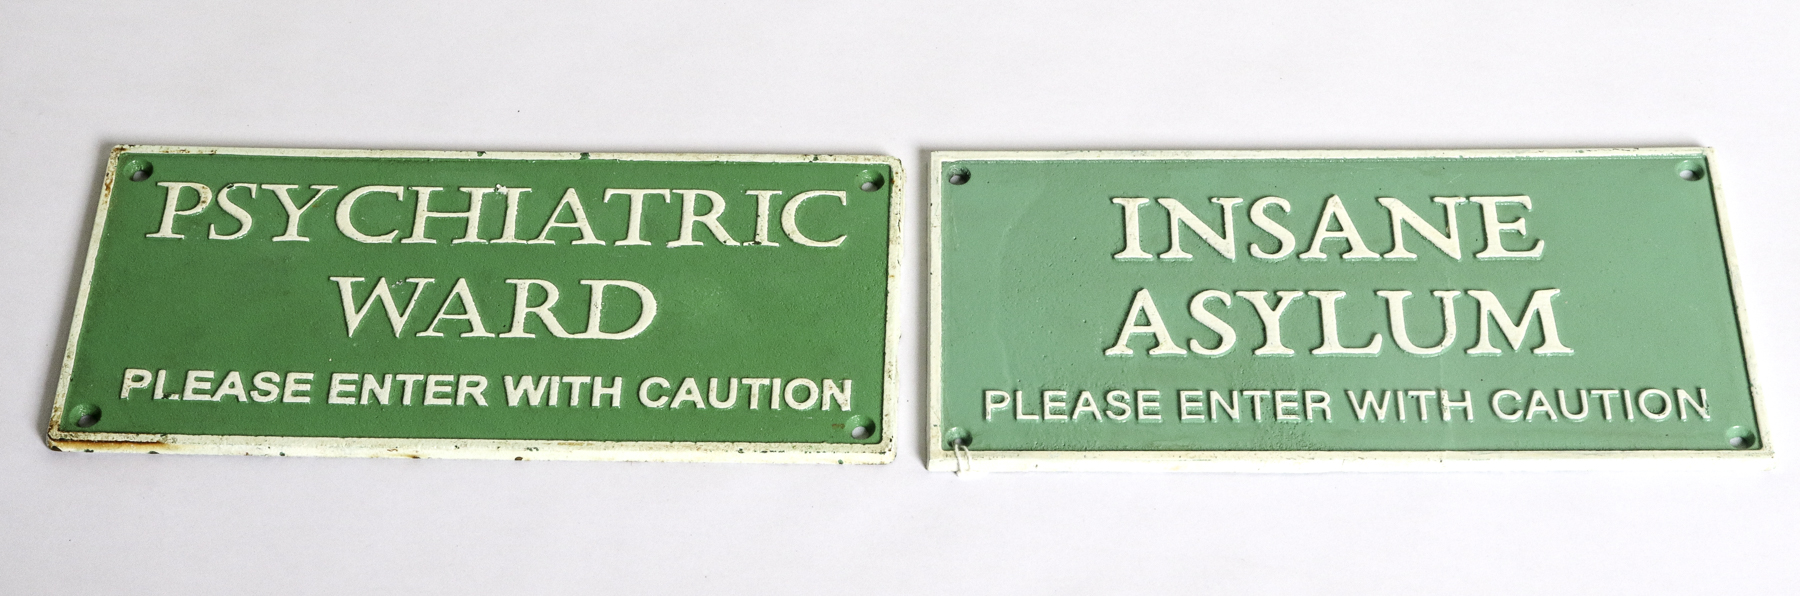 PSYCHIATRIC
WARD
PLEASE ENTER WITH CAUTION
INSANE
ASYLUM
PLEASE ENTER WITH CAUTION